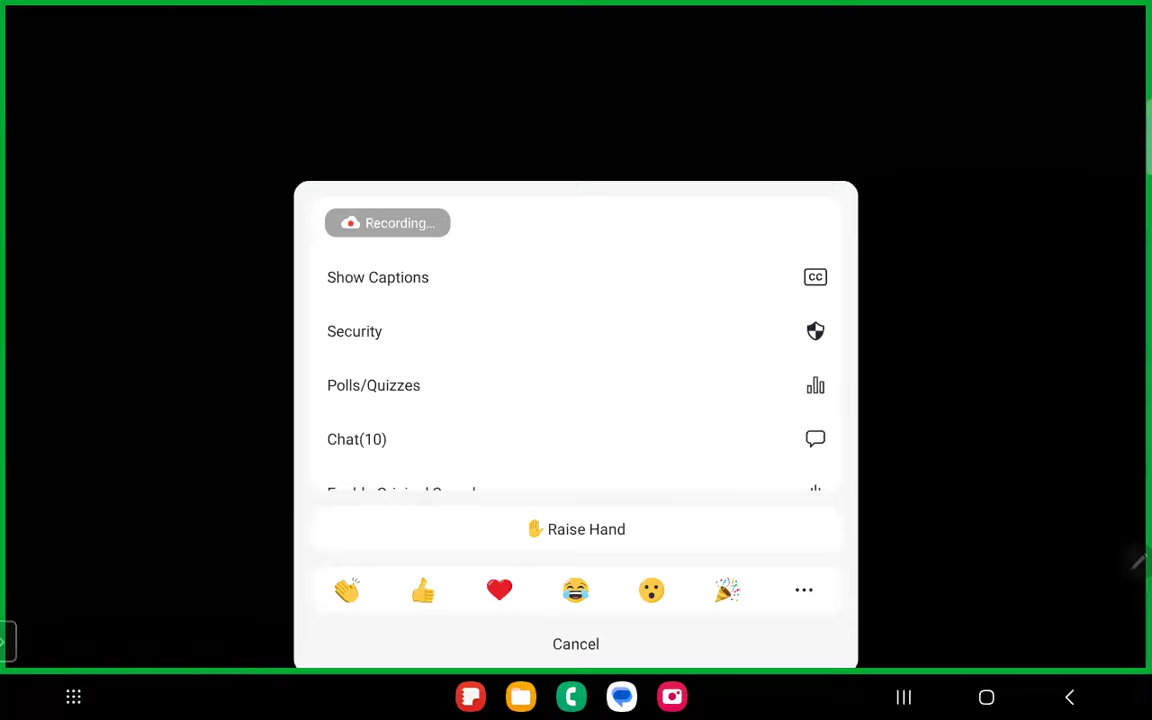 Recording...
Show Captions
CC
Security
Polls/Quizzes
Chat(10)
Raise Hand
Cancel